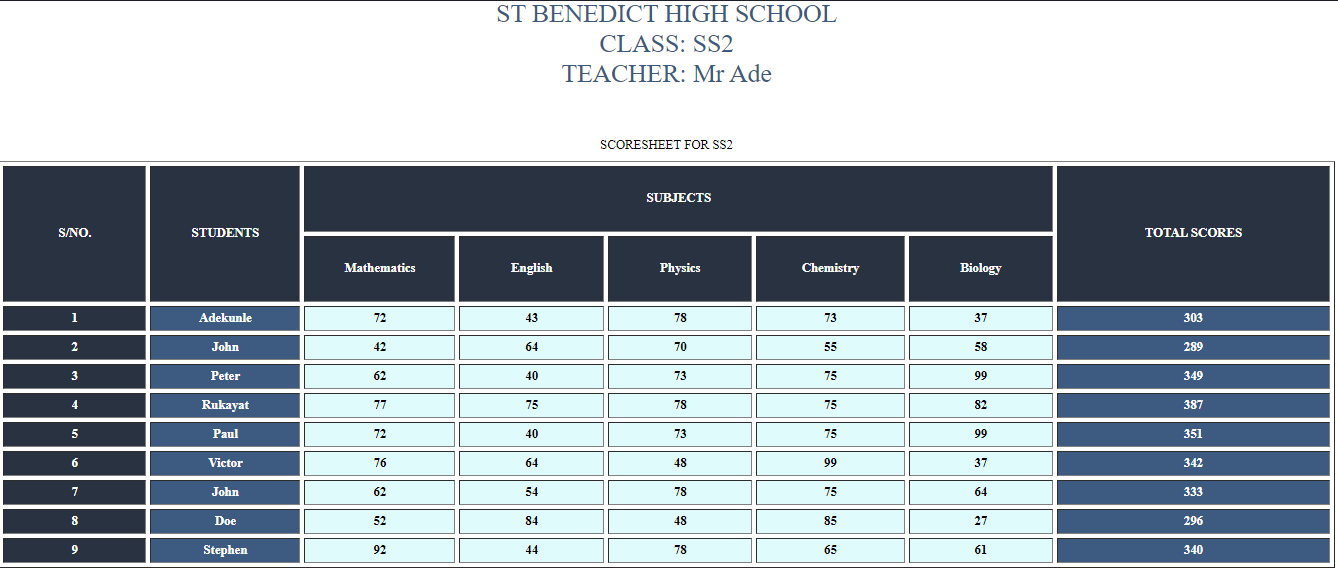 ST BENEDICT HIGH SCHOOL
CLASS: SS2
TEACHER: Mr Ade
SCORESHEET FOR SS2
S/NO. STUDENTS SUBJECTS TOTAL SCORES
Mathematics English Physics Chemistry Biology
1 Adekunle 72 43 78 73 37 303
2 John 42 64 70 55 58 289
3 Peter 62 40 73 75 99 349
4 Rukayat 77 75 78 75 82 387
5 Paul 72 40 73 75 99 351
6 Victor 76 64 48 99 37 342
7 John 62 54 78 75 64 333
8 Doe 52 84 48 85 27 296
9 Stephen 92 44 78 65 61 340